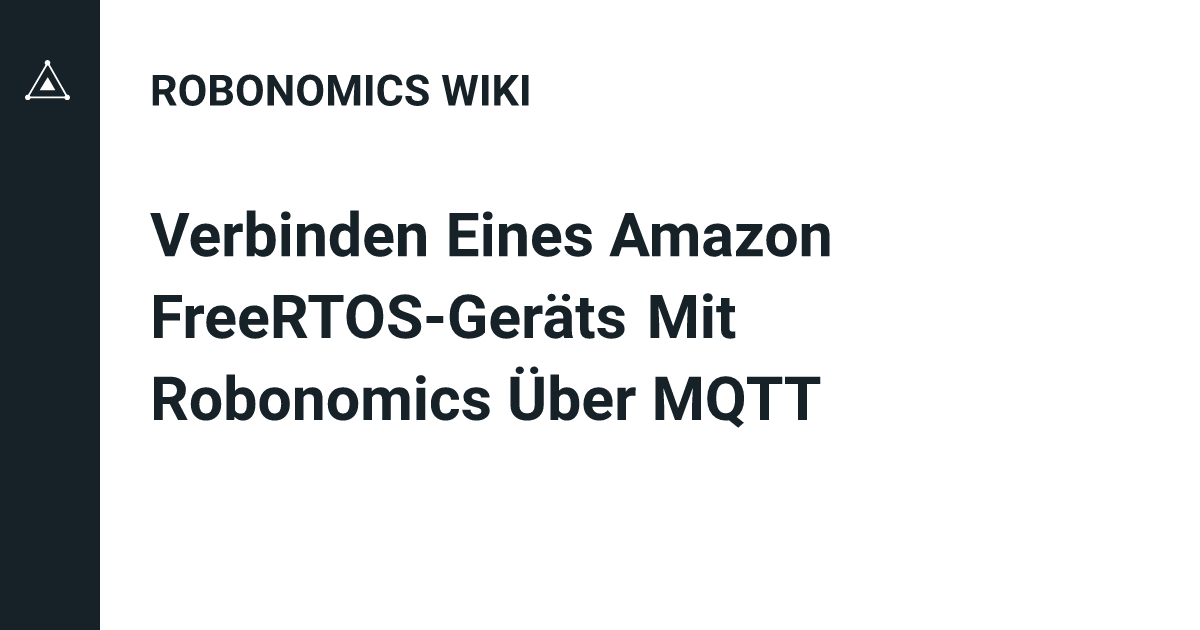 ROBONOMICS WIKI
Verbinden Eines Amazon
FreeRTOS-Geräts Mit
Robonomics Über MQTT